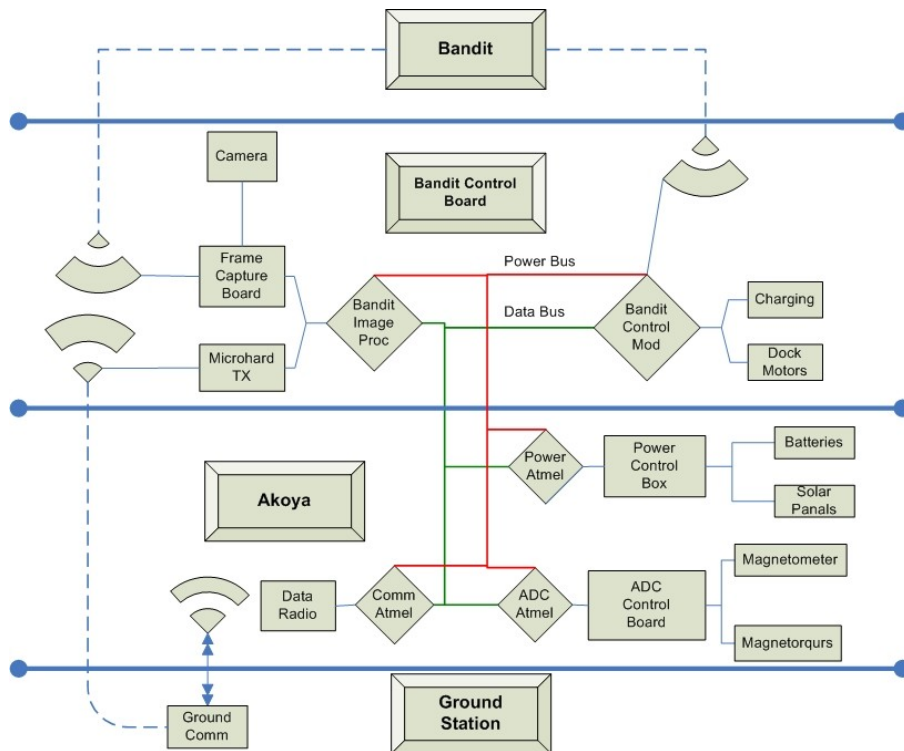 Bandit
Camera
Bandit Control
Board
Frame
Capture
Board
Power Bus
Bandit
Image
Proc
Data Bus
Bandit
Control
Mod
Charging
Microhard
TX
Dock
Motors
Power
Atmel
Power
Control
Box
Batteries
Solar
Panals
Akoya
Data
Radio
Comm
Atmel
ADC
Atmel
ADC
Control
Board
Magnetometer
Magnetorqurs
Ground
Comm
Ground
Station